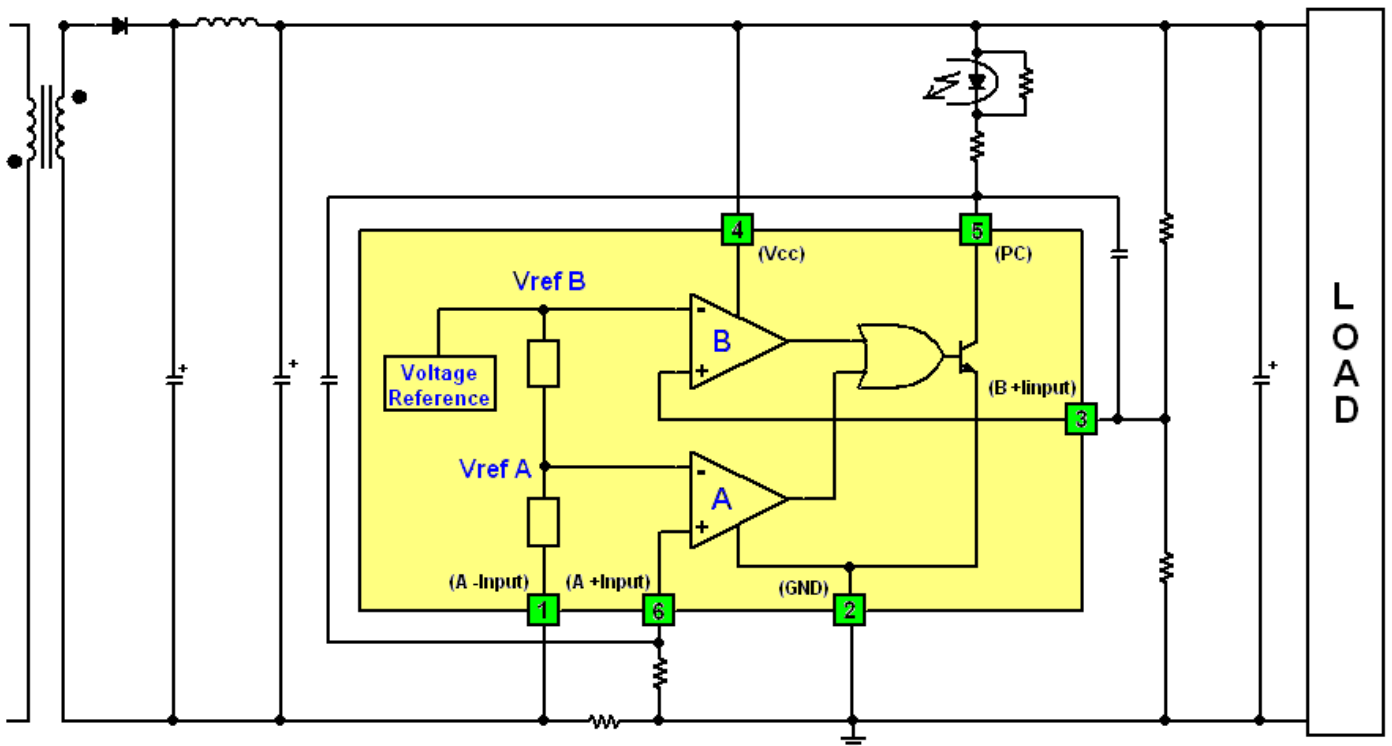 4
(Vcc)
5
(PC)
Vref B
-
B
+
Voltage
Reference
(B +Iinput)
3
Vref A
-
A
+
(A -Input)
(A +Input)
(GND)
1
6
2
+
+
+
L
O
A
D